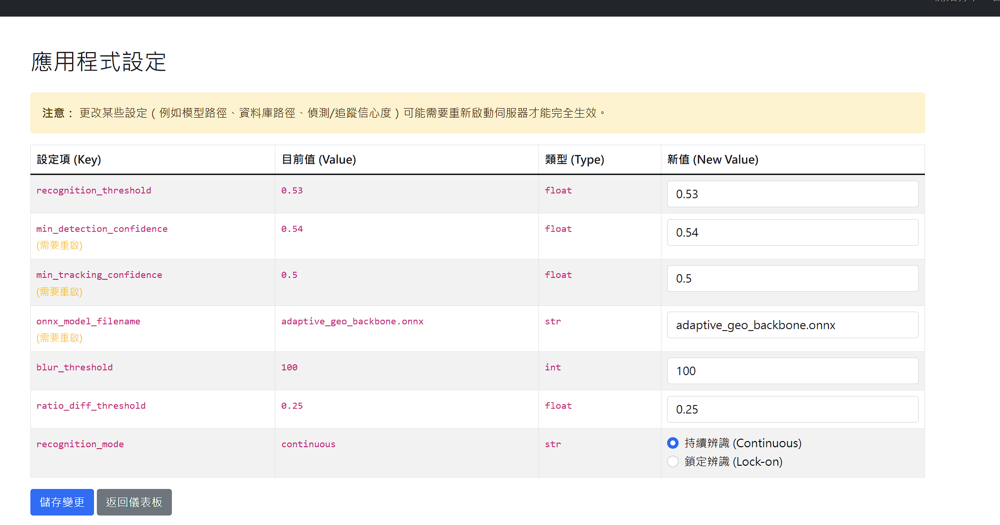 應用程式設定
注意： 更改某些設定（例如模型路徑、資料庫路徑、偵測/追蹤信心度）可能需要重新啟動伺服器才能完全生效。
設定項 (Key) 目前值 (Value) 類型 (Type) 新值 (New Value)
recognition_threshold 0.53 float 0.53
min_detection_confidence 0.54 float 0.54
(需要重啟)
min_tracking_confidence 0.5 float 0.5
(需要重啟)
onnx_model_filename adaptive_geo_backbone.onnx str adaptive_geo_backbone.onnx
(需要重啟)
blur_threshold 100 int 100
ratio_diff_threshold 0.25 float 0.25
recognition_mode continuous str 持續辨識 (Continuous)
鎖定辨識 (Lock-on)
儲存變更 返回儀表板